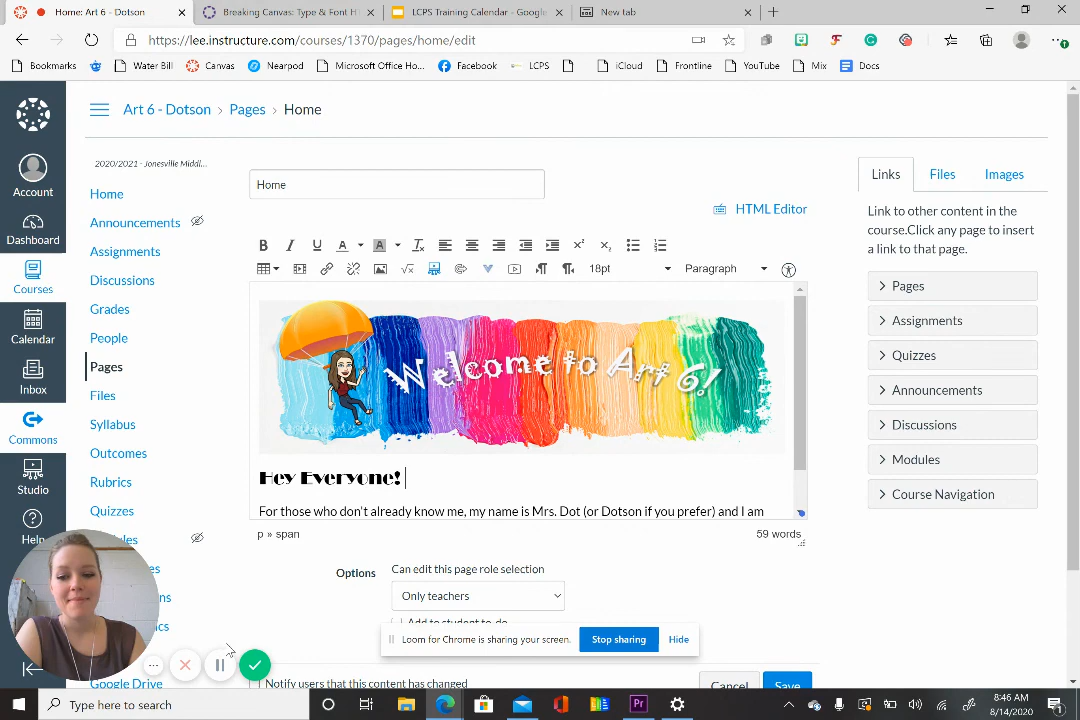 Home: Art 6 - Dotson
Breaking Canvas: Type & Font H
LCPS Training Calendar - Google
New tab
https://lee.instructure.com/courses/1370/pages/home/edit
Bookmarks
Water Bill
Canvas
Nearpod
Microsoft Office Ho...
Facebook
LCPS
iCloud
Frontline
YouTube
Mix
Docs
Art 6 - Dotson > Pages > Home
2020/2021 - Jonesville Middl...
Account
Dashboard
Courses
Calendar
Inbox
Commons
Studio
Help
Home
Announcements
Assignments
Discussions
Grades
People
Pages
Files
Syllabus
Outcomes
Rubrics
Quizzes
Google Drive
Home
HTML Editor
B I U A A
18pt
Paragraph
Welcome to Art 6!
Hey Everyone!
For those who don't already know me, my name is Mrs. Dot (or Dotson if you prefer) and I am
p » span
59 words
Options
Can edit this page role selection
Only teachers
Add to student to-do
Loom for Chrome is sharing your screen.
Stop sharing
Hide
Notify users that this content has changed
Cancel
Save
Links
Files
Images
Link to other content in the
course.Click any page to insert
a link to that page.
Pages
Assignments
Quizzes
Announcements
Discussions
Modules
Course Navigation
Type here to search
Pr
8:46 AM
8/14/2020
1